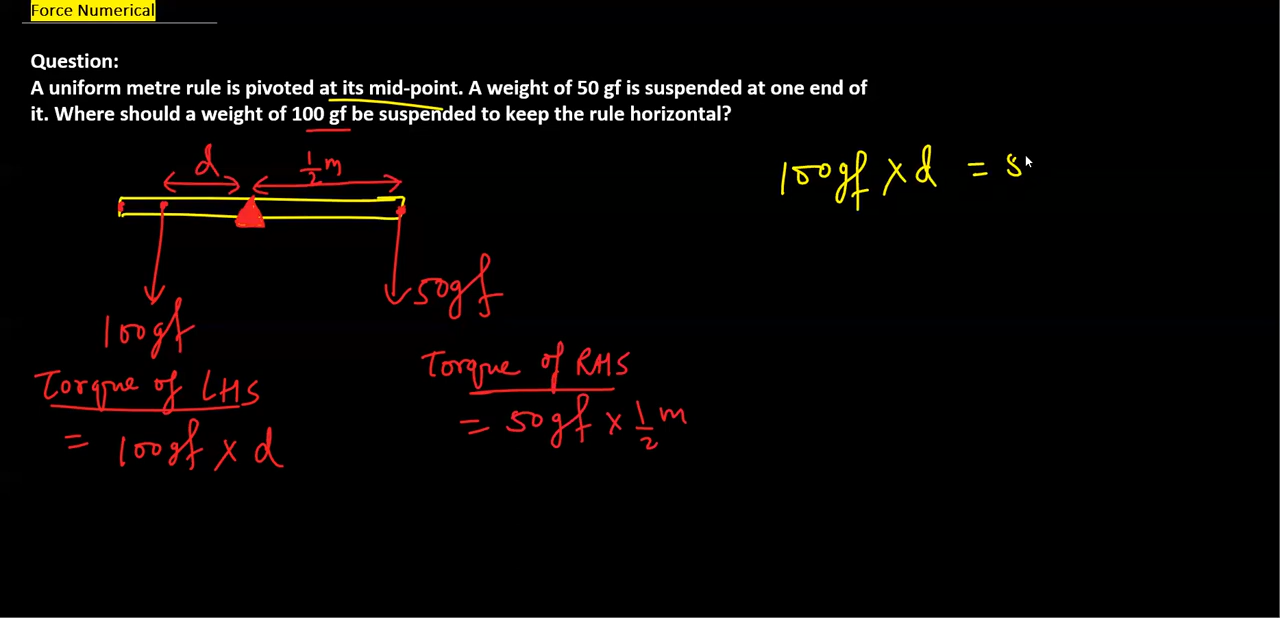 Force Numerical
Question:
A uniform metre rule is pivoted at its mid-point. A weight of 50 gf is suspended at one end of
it. Where should a weight of 100 gf be suspended to keep the rule horizontal?
d
1/2 m
100gf × d = 5
50gf
100gf
Torque of LHS
= 100gf × d
Torque of RHS
= 50gf × 1/2 m